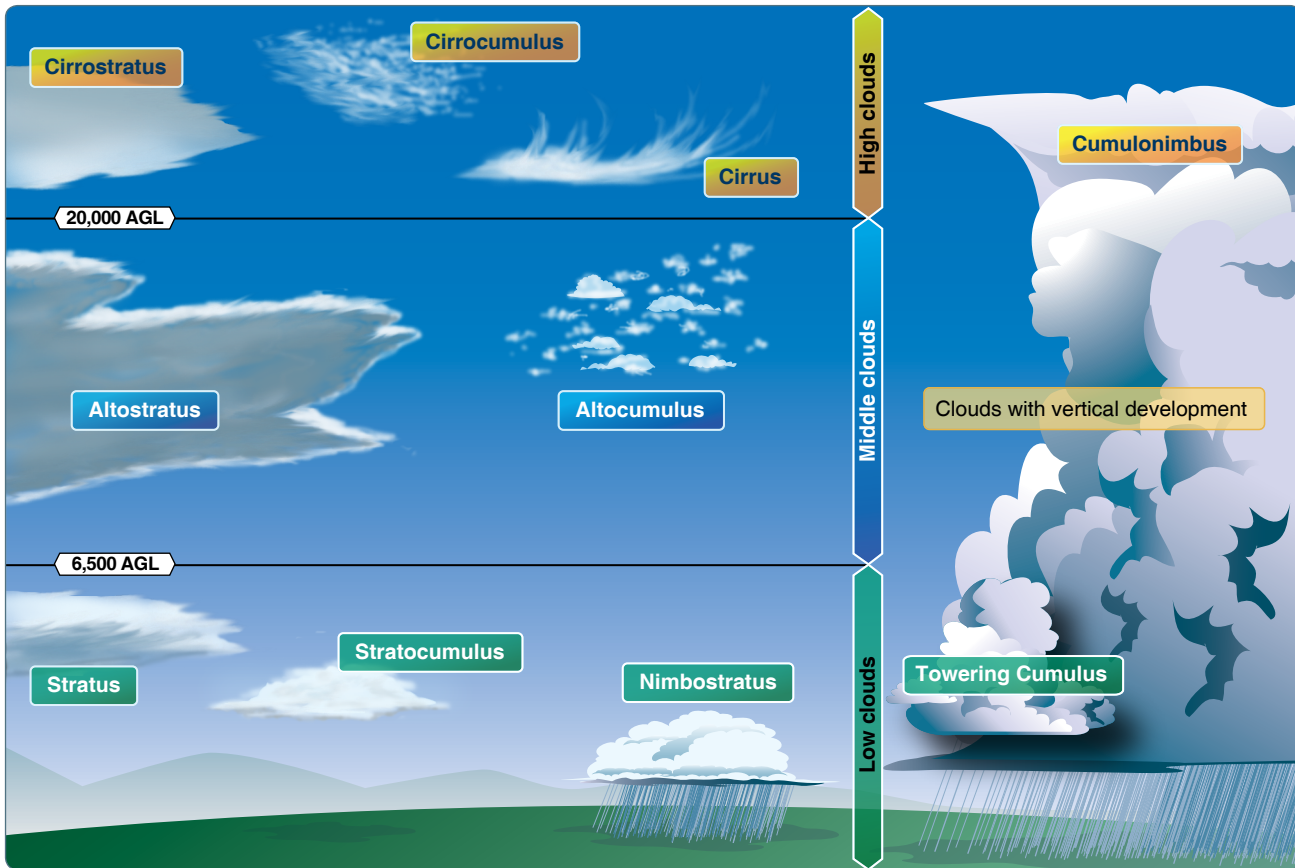 Cirrostratus
Cirrocumulus
Cirrus
High clouds
Cumulonimbus
20,000 AGL
Altostratus
Altocumulus
Middle clouds
Clouds with vertical development
6,500 AGL
Stratus
Stratocumulus
Nimbostratus
Low clouds
Towering Cumulus